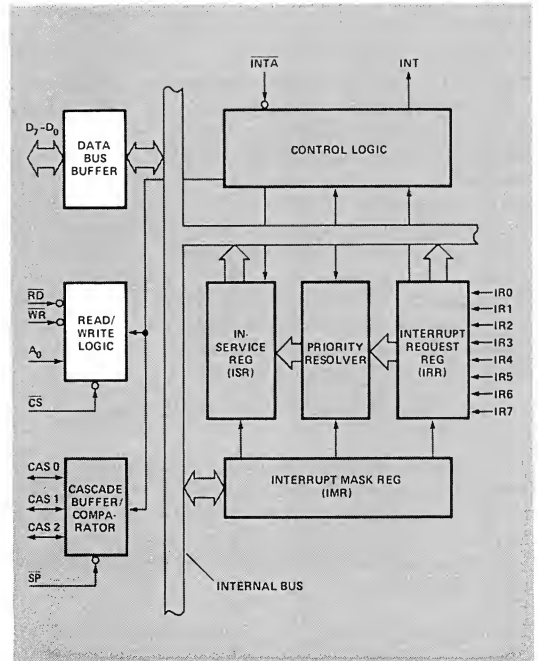 INTA
INT
D7-D0
DATA
BUS
BUFFER
CONTROL LOGIC
RD
WR
A0
CS
READ/
WRITE
LOGIC
IN-
SERVICE
REG
(ISR)
PRIORITY
RESOLVER
INTERRUPT
REQUEST
REG
(IRR)
IR0
IR1
IR2
IR3
IR4
IR5
IR6
IR7
CAS 0
CAS 1
CAS 2
CASCADE
BUFFER/
COMPA-
RATOR
SP
INTERRUPT MASK REG
(IMR)
INTERNAL BUS